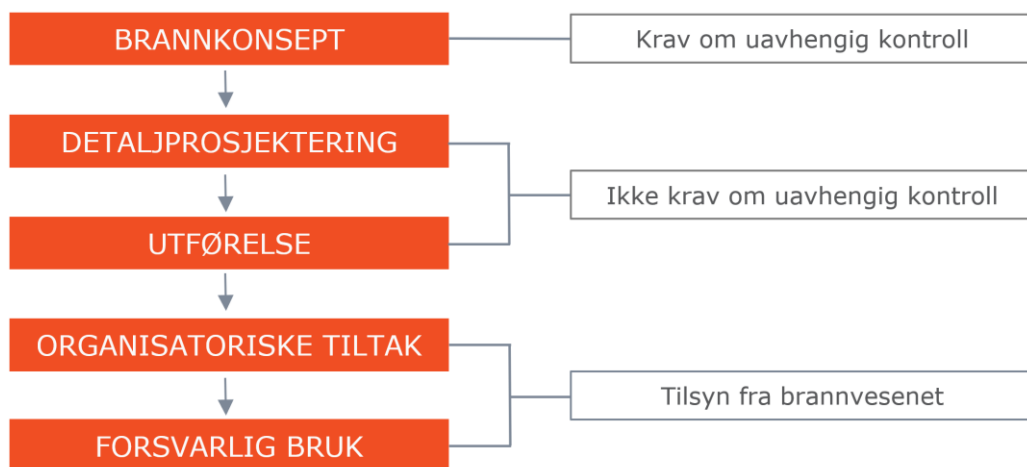 BRANNKONSEPT
Krav om uavhengig kontroll
DETALJPROSJEKTERING
Ikke krav om uavhengig kontroll
UTFØRELSE
ORGANISATORISKE TILTAK
Tilsyn fra brannvesenet
FORSVARLIG BRUK